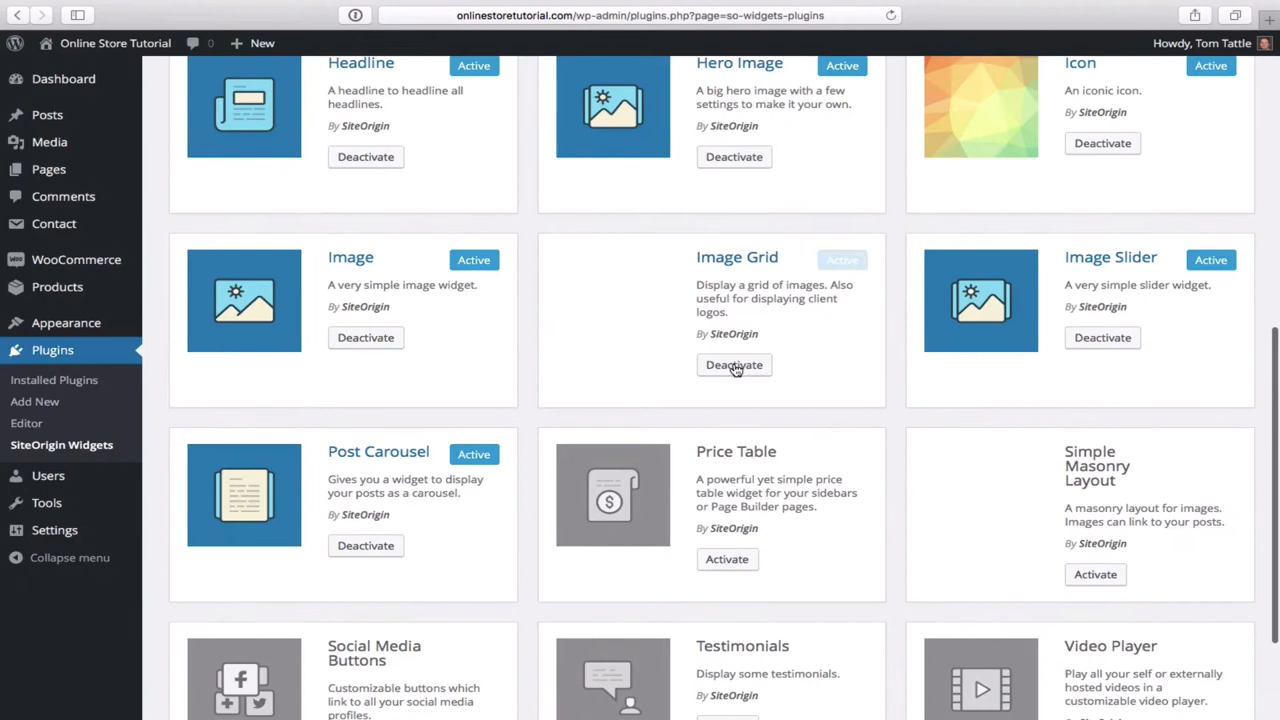 onlinestoretutorial.com/wp-admin/plugins.php?page=so-widgets-plugins
Online Store Tutorial
0
New
Howdy, Tom Tattle
Dashboard
Posts
Media
Pages
Comments
Contact
WooCommerce
Products
Appearance
Plugins
Installed Plugins
Add New
Editor
SiteOrigin Widgets
Users
Tools
Settings
Collapse menu
Headline
Active
A headline to headline all
headlines.
By SiteOrigin
Deactivate
Hero Image
Active
A big hero image with a few
settings to make it your own.
By SiteOrigin
Deactivate
Icon
Active
An iconic icon.
By SiteOrigin
Deactivate
Image
Active
A very simple image widget.
By SiteOrigin
Deactivate
Image Grid
Active
Display a grid of images. Also
useful for displaying client
logos.
By SiteOrigin
Deactivate
Image Slider
Active
A very simple slider widget.
By SiteOrigin
Deactivate
Post Carousel
Active
Gives you a widget to display
your posts as a carousel.
By SiteOrigin
Deactivate
Price Table
A powerful yet simple price
table widget for your sidebars
or Page Builder pages.
By SiteOrigin
Activate
Simple
Masonry
Layout
A masonry layout for images.
Images can link to your posts.
By SiteOrigin
Activate
Social Media
Buttons
Customizable buttons which
link to all your social media
profiles.
Testimonials
Display some testimonials.
By SiteOrigin
Video Player
Play all your self or externally
hosted videos in a
customizable video player.